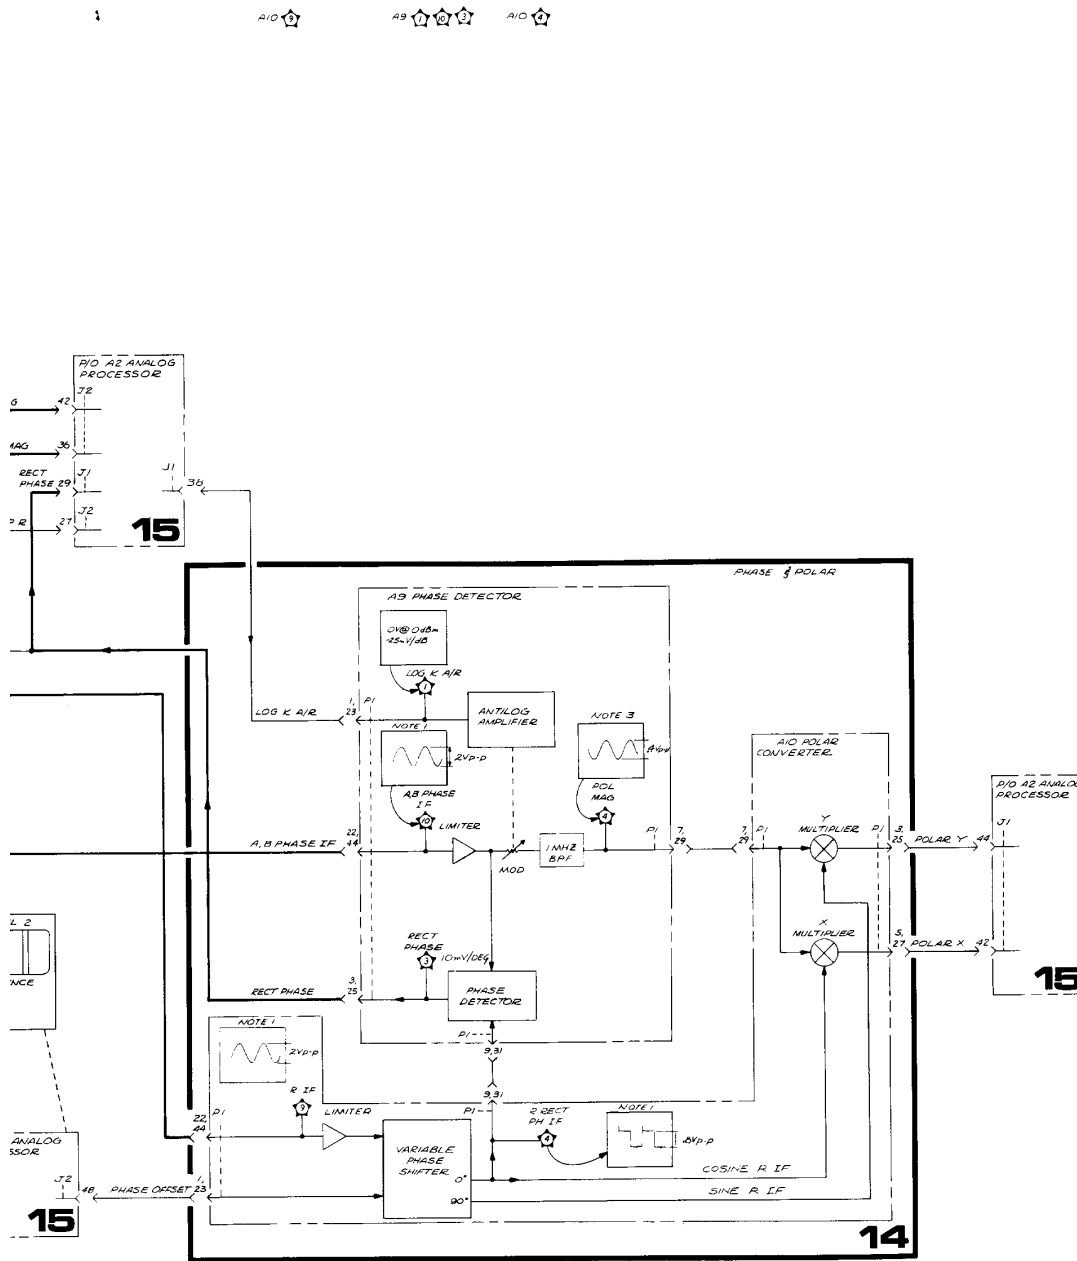 1 A10 9 A9 1 10 3 A10 4
P/O A2 ANALOG
PROCESSOR
J2
G 42
MAG 36
RECT
PHASE 29 J1
J1 38
P R 27 J2
15
PHASE & POLAR
A9 PHASE DETECTOR
0V@0dBm
-25mV/dB
LOG K A/R
1
LOG K A/R 1,
23 P1
ANTILOG
AMPLIFIER
NOTE 1
2Vp-p
A,B PHASE
IF
10
NOTE 3
POL
MAG
4
A10 POLAR
CONVERTER
A,B PHASE IF 22,
44
LIMITER
MOD
1 MHZ
BPF
P1 7,
29
7,
29 P1
Y
MULTIPLIER
P1 3,
25 POLAR Y 44
P/O A2 ANALOG
PROCESSOR
J1
X
MULTIPLIER
5,
27 POLAR X 42
15
L 2
NCE
RECT
PHASE
3 10mV/DEG
RECT PHASE 3,
25
PHASE
DETECTOR
P1
9,31
9,31
P1
NOTE 1
2Vp-p
R IF
9
22,
44 P1
LIMITER
VARIABLE
PHASE
SHIFTER
0°
90°
R RECT
PH IF
4
NOTE 1
.8Vp-p
COSINE R IF
SINE R IF
ANALOG
SSOR
J2
48 PHASE OFFSET 1,
23
15
14